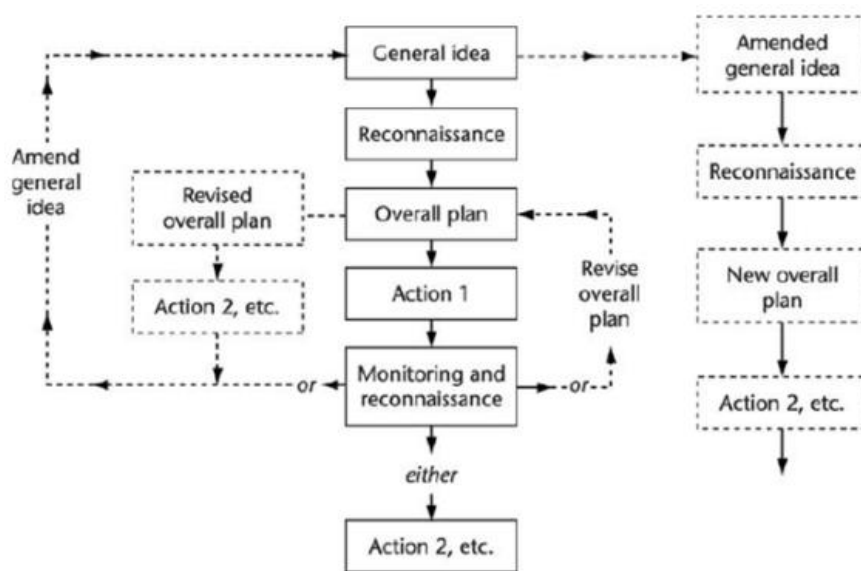 General idea
Amended
general idea
Reconnaissance
Reconnaissance
Amend
general
idea
Revised
overall plan
Overall plan
Revise
overall
plan
New overall
plan
Action 2, etc.
Action 1
or
Monitoring and
reconnaissance
or
Action 2, etc.
either
Action 2, etc.